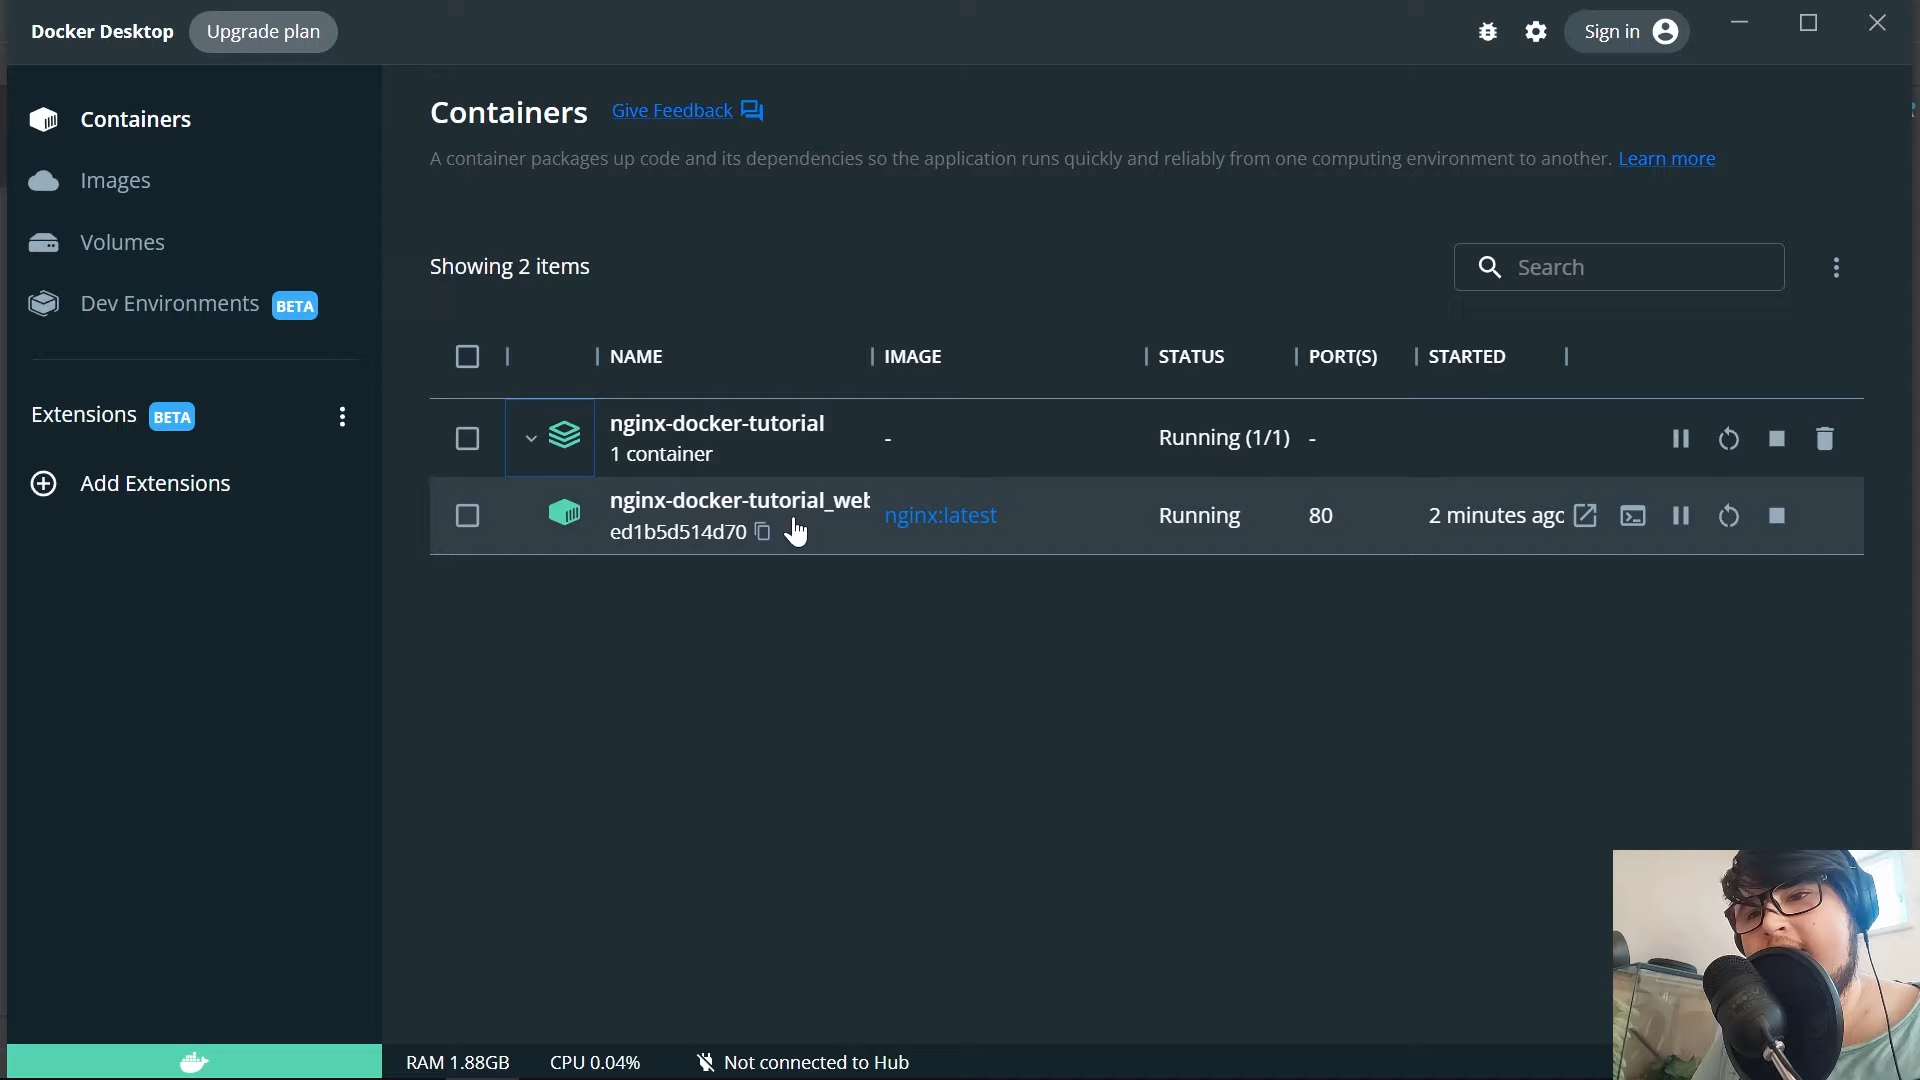 Docker Desktop Upgrade plan Sign in
Containers
Images
Volumes
Dev Environments BETA
Extensions BETA
Add Extensions
Containers Give Feedback
A container packages up code and its dependencies so the application runs quickly and reliably from one computing environment to another. Learn more
Showing 2 items Search
NAME IMAGE STATUS PORT(S) STARTED
nginx-docker-tutorial - Running (1/1) -
1 container
nginx-docker-tutorial_web nginx:latest Running 80 2 minutes ago
ed1b5d514d70
RAM 1.88GB CPU 0.04% Not connected to Hub